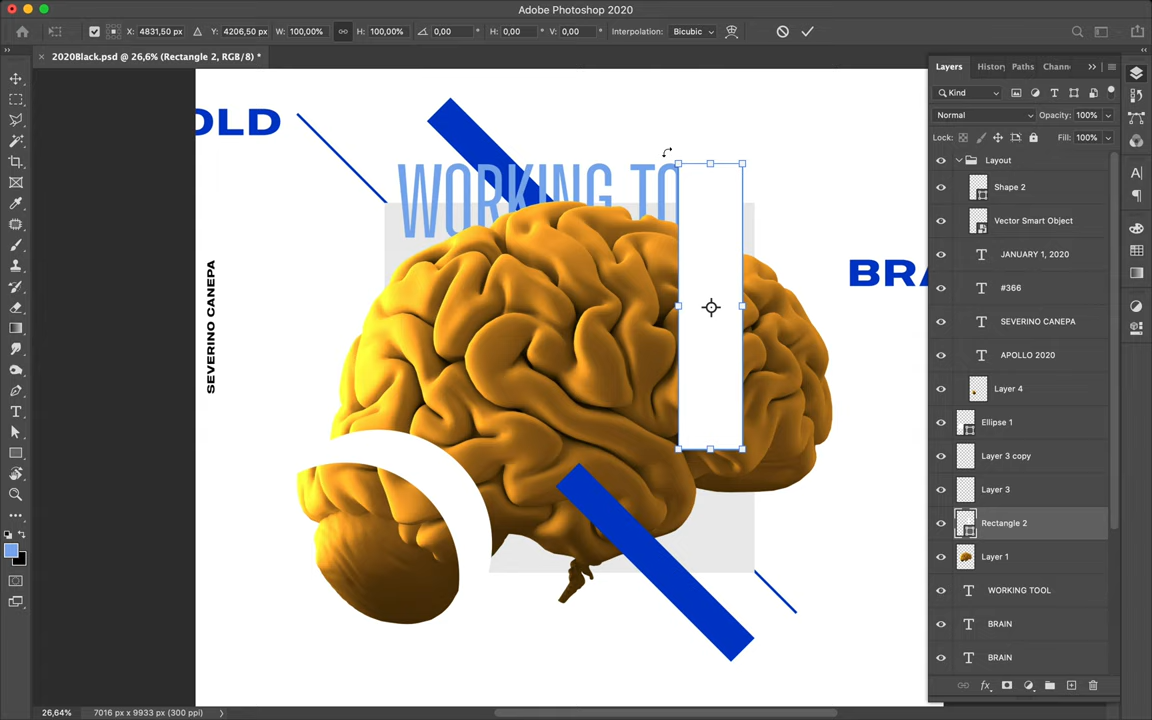 Adobe Photoshop 2020
X: 4831,50 px
Y: 4206,50 px
W: 100,00%
H: 100,00%
0,00 °
H: 0,00 °
V: 0,00 °
Interpolation: Bicubic
2020Black.psd @ 26,6% (Rectangle 2, RGB/8) *
Layers
History
Paths
Chann
Kind
Normal
Opacity: 100%
Lock:
Fill: 100%
Layout
Shape 2
Vector Smart Object
JANUARY 1, 2020
#366
SEVERINO CANEPA
APOLLO 2020
Layer 4
Ellipse 1
Layer 3 copy
Layer 3
Rectangle 2
Layer 1
WORKING TOOL
BRAIN
BRAIN
OLD
WORKING TO
BRA
SEVERINO CANEPA
26,64%
7016 px x 9933 px (300 ppi)